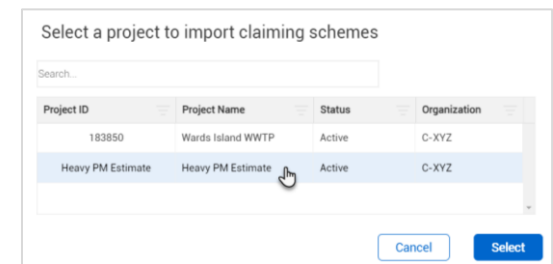 Select a project to import claiming schemes
Search...
Project ID Project Name Status Organization
183850 Wards Island WWTP Active C-XYZ
Heavy PM Estimate Heavy PM Estimate Active C-XYZ
Cancel Select